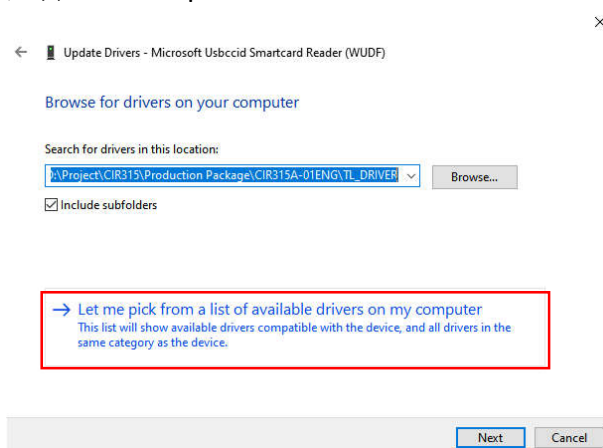 Update Drivers - Microsoft Usbccid Smartcard Reader (WUDF)
Browse for drivers on your computer
Search for drivers in this location:
:\Project\CIR315\Production Package\CIR315A-01ENG\TL_DRIVER
Browse...
Include subfolders
Let me pick from a list of available drivers on my computer
This list will show available drivers compatible with the device, and all drivers in the
same category as the device.
Next
Cancel